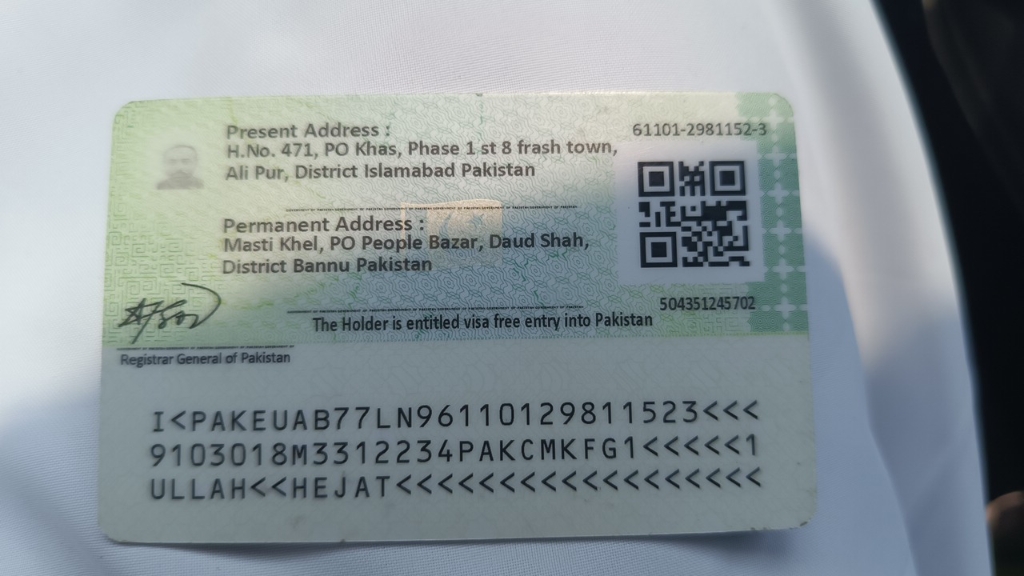 Present Address :
H.No. 471, PO Khas, Phase 1 st 8 frash town,
Ali Pur, District Islamabad Pakistan
61101-2981152-3
Permanent Address :
Masti Khel, PO People Bazar, Daud Shah,
District Bannu Pakistan
504351245702
The Holder is entitled visa free entry into Pakistan
Registrar General of Pakistan
I<PAKEUAB77LN96110129811523<<<
9103018M3312234PAKCMKFG1<<<<<1
ULLAH<<HEJAT<<<<<<<<<<<<<<<<<<